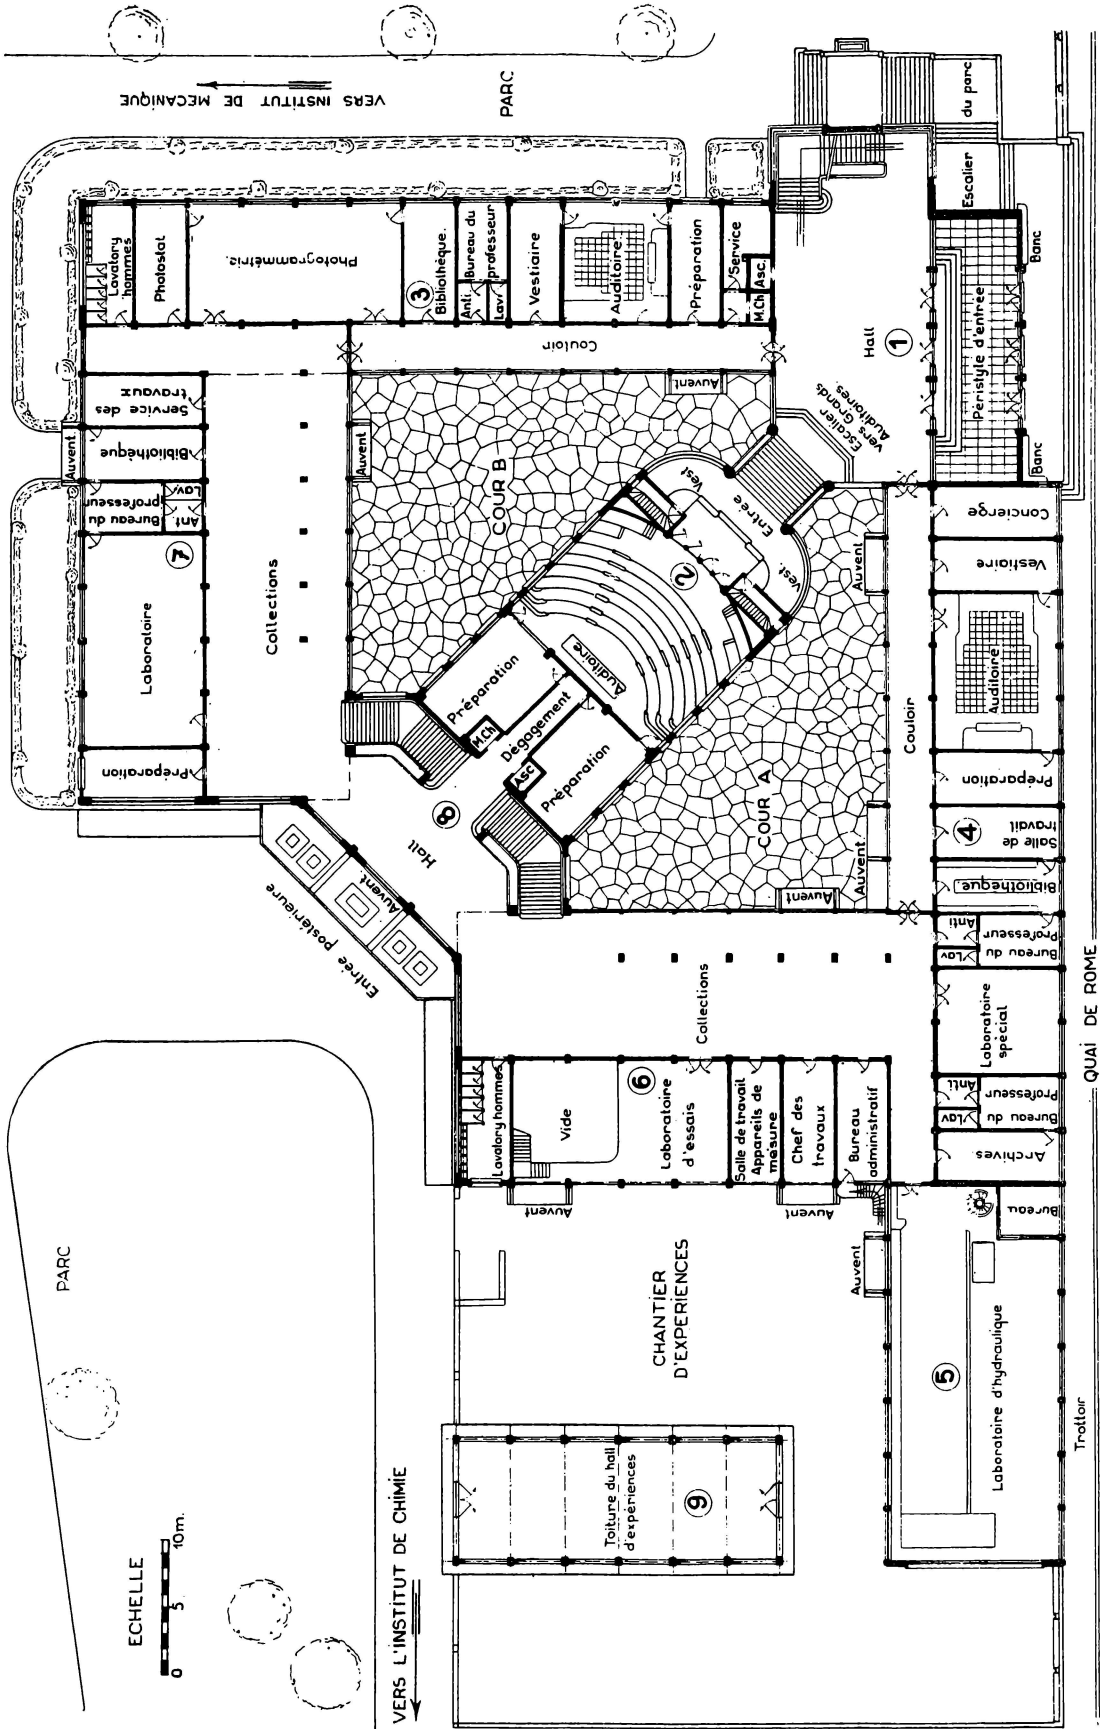 VERS INSTITUT DE MÉCANIQUE
PARC
Lavatory
hommes
Photostat
Photogrammétrie.
3
Bibliothèque.
Bureau du
professeur
Anti
Lav.
Vestiaire
Auditoire
Préparation
Service
M.Ch
Asc.
Couloir
Auvent
Escalier
du parc
Hall
1
Péristyle d'entrée
Banc
Banc
Escalier
Vers Grands
Auditoires
Service des
travaux
Bibliothèque
Auvent
Bureau du
professeur
Lav.
Ant.
7
Laboratoire
Préparation
Collections
Auvent
COUR B
Entrée
Vest.
Vest.
2
Auditoire
Préparation
M.Ch
Dégagement
Asc
Préparation
8
Hall
Auvent
Entrée postérieure
COUR A
Auvent
Auvent
Auvent
Couloir
Concierge
Vestiaire
Auditoire
Préparation
4
Salle de
travail
Bibliothèque
Anti
Lav
Bureau du
Professeur
Laboratoire
spécial
Anti.
Lav
Bureau du
Professeur
Archives
Collections
Lavatory hommes
Vide
6
Laboratoire
d'essais
Salle de travail
Appareils de
mesure
Chef des
travaux
Bureau
administratif
Auvent
Auvent
Auvent
Bureau
5
Laboratoire d'hydraulique
CHANTIER
D'EXPERIENCES
Toiture du hall
d'expériences
9
PARC
ECHELLE
0
5
10m.
VERS L'INSTITUT DE CHIMIE
Trottoir
QUAI DE ROME